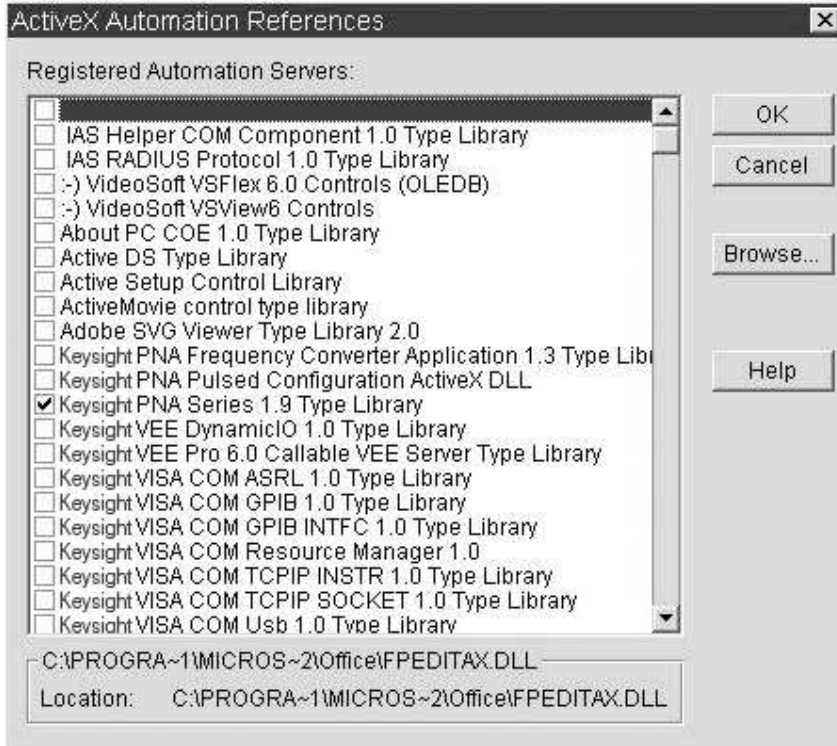 ActiveX Automation References
Registered Automation Servers:
IAS Helper COM Component 1.0 Type Library
IAS RADIUS Protocol 1.0 Type Library
:-) VideoSoft VSFlex 6.0 Controls (OLEDB)
:-) VideoSoft VSView6 Controls
About PC COE 1.0 Type Library
Active DS Type Library
Active Setup Control Library
ActiveMovie control type library
Adobe SVG Viewer Type Library 2.0
Keysight PNA Frequency Converter Application 1.3 Type Libr
Keysight PNA Pulsed Configuration ActiveX DLL
Keysight PNA Series 1.9 Type Library
Keysight VEE DynamicIO 1.0 Type Library
Keysight VEE Pro 6.0 Callable VEE Server Type Library
Keysight VISA COM ASRL 1.0 Type Library
Keysight VISA COM GPIB 1.0 Type Library
Keysight VISA COM GPIB INTFC 1.0 Type Library
Keysight VISA COM Resource Manager 1.0
Keysight VISA COM TCPIP INSTR 1.0 Type Library
Keysight VISA COM TCPIP SOCKET 1.0 Type Library
Keysight VISA COM Usb 1.0 Type Library
OK
Cancel
Browse...
Help
C:\PROGRA~1\MICROS~2\Office\FPEDITAX.DLL
Location: C:\PROGRA~1\MICROS~2\Office\FPEDITAX.DLL